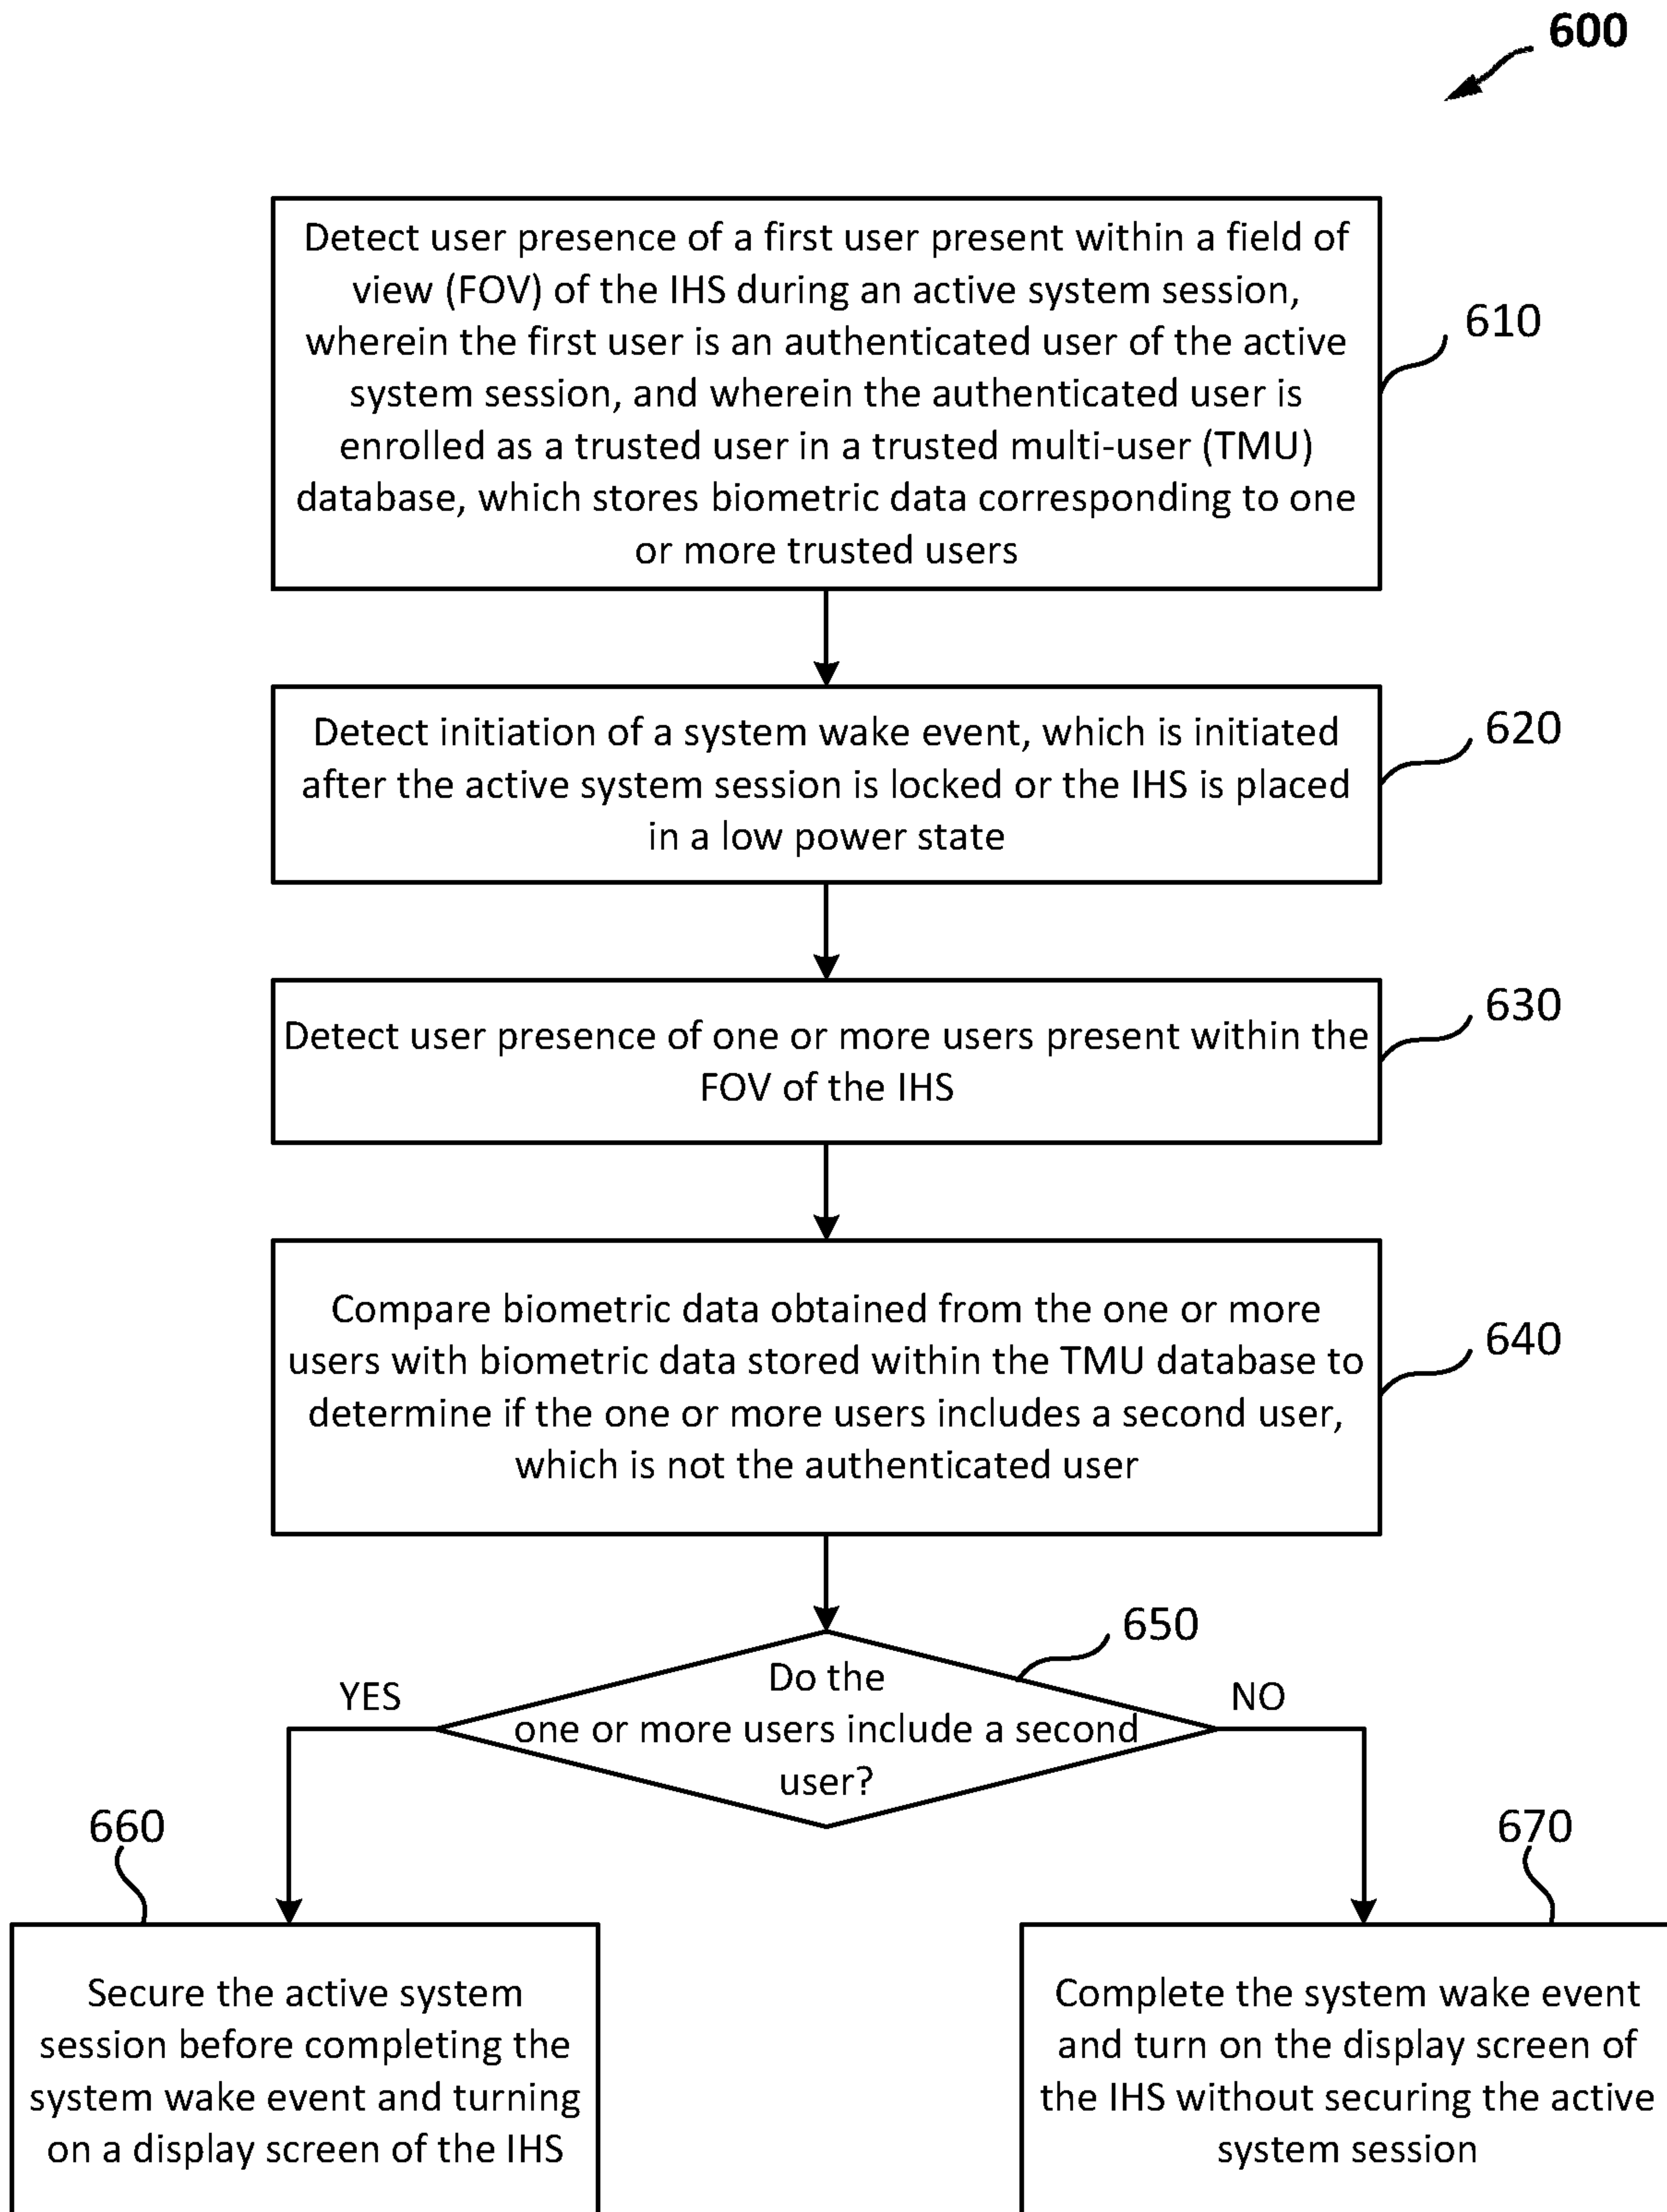 600
Detect user presence of a first user present within a field of
view (FOV) of the IHS during an active system session,
wherein the first user is an authenticated user of the active
system session, and wherein the authenticated user is
enrolled as a trusted user in a trusted multi-user (TMU)
database, which stores biometric data corresponding to one
or more trusted users
610
Detect initiation of a system wake event, which is initiated
after the active system session is locked or the IHS is placed
in a low power state
620
Detect user presence of one or more users present within the
FOV of the IHS
630
Compare biometric data obtained from the one or more
users with biometric data stored within the TMU database to
determine if the one or more users includes a second user,
which is not the authenticated user
640
650
Do the
one or more users include a second
user?
YES
NO
660
Secure the active system
session before completing the
system wake event and turning
on a display screen of the IHS
670
Complete the system wake event
and turn on the display screen of
the IHS without securing the active
system session